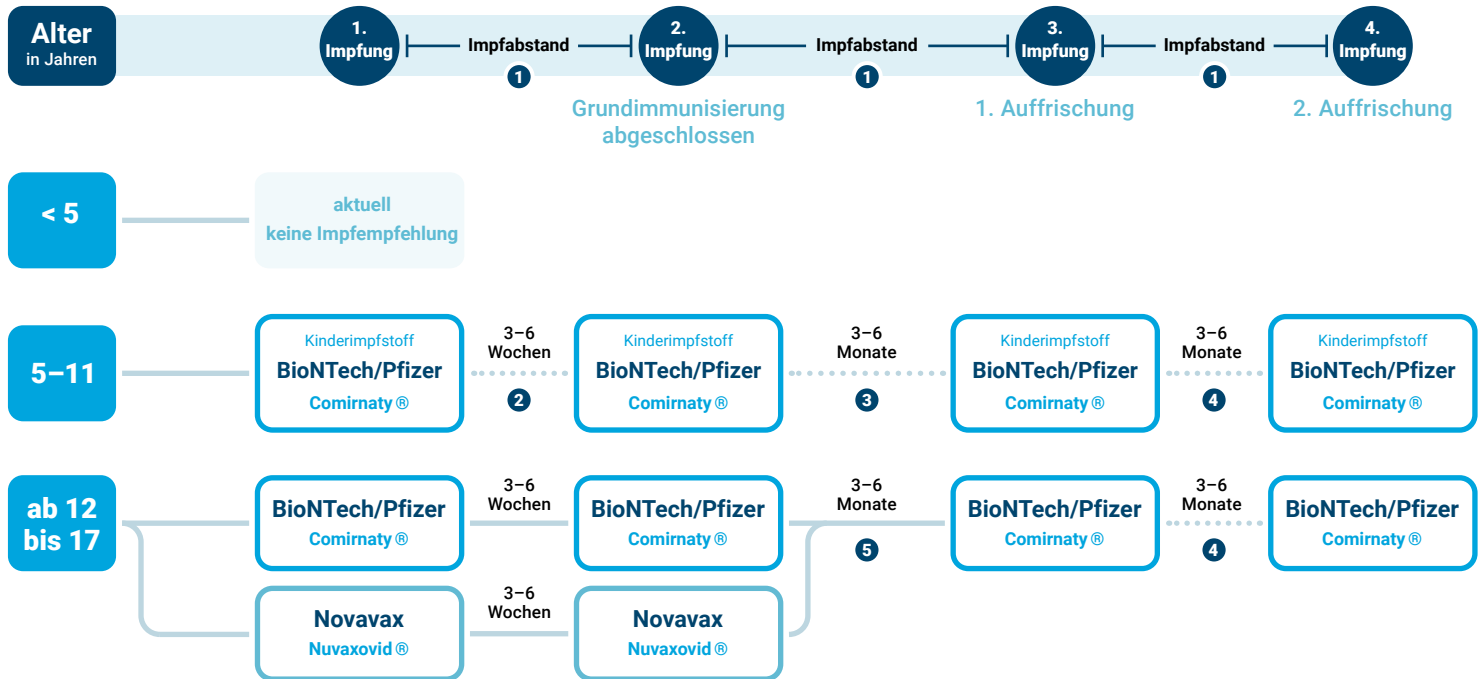 Alter
in Jahren
1.
Impfung
Impfabstand
1
2.
Impfung
Impfabstand
1
3.
Impfung
Impfabstand
1
4.
Impfung
Grundimmunisierung
abgeschlossen
1. Auffrischung
2. Auffrischung
< 5
aktuell
keine Impfempfehlung
5–11
Kinderimpfstoff
BioNTech/Pfizer
Comirnaty ®
3–6
Wochen
2
Kinderimpfstoff
BioNTech/Pfizer
Comirnaty ®
3–6
Monate
3
Kinderimpfstoff
BioNTech/Pfizer
Comirnaty ®
3–6
Monate
4
Kinderimpfstoff
BioNTech/Pfizer
Comirnaty ®
ab 12
bis 17
BioNTech/Pfizer
Comirnaty ®
3–6
Wochen
BioNTech/Pfizer
Comirnaty ®
3–6
Monate
5
BioNTech/Pfizer
Comirnaty ®
3–6
Monate
4
BioNTech/Pfizer
Comirnaty ®
Novavax
Nuvaxovid ®
3–6
Wochen
Novavax
Nuvaxovid ®